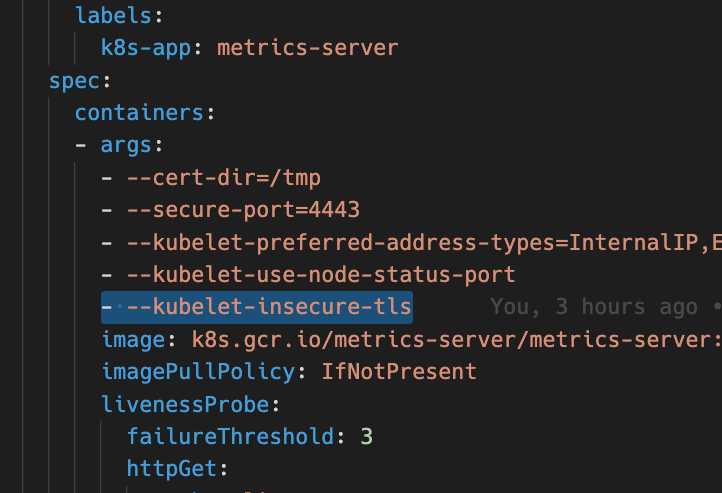 labels:
k8s-app: metrics-server
spec:
containers:
- args:
- --cert-dir=/tmp
- --secure-port=4443
- --kubelet-preferred-address-types=InternalIP,E
- --kubelet-use-node-status-port
- --kubelet-insecure-tls You, 3 hours ago •
image: k8s.gcr.io/metrics-server/metrics-server:
imagePullPolicy: IfNotPresent
livenessProbe:
failureThreshold: 3
httpGet: